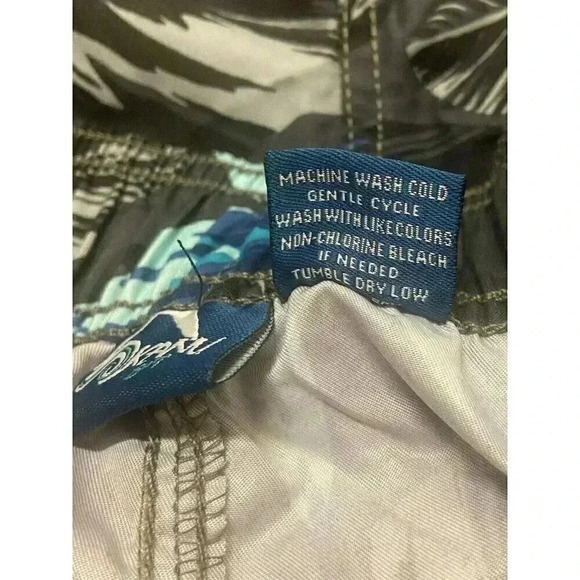 MACHINE WASH COLD
GENTLE CYCLE
WASH WITH LIKE COLORS
NON-CHLORINE BLEACH
IF NEEDED
TUMBLE DRY LOW